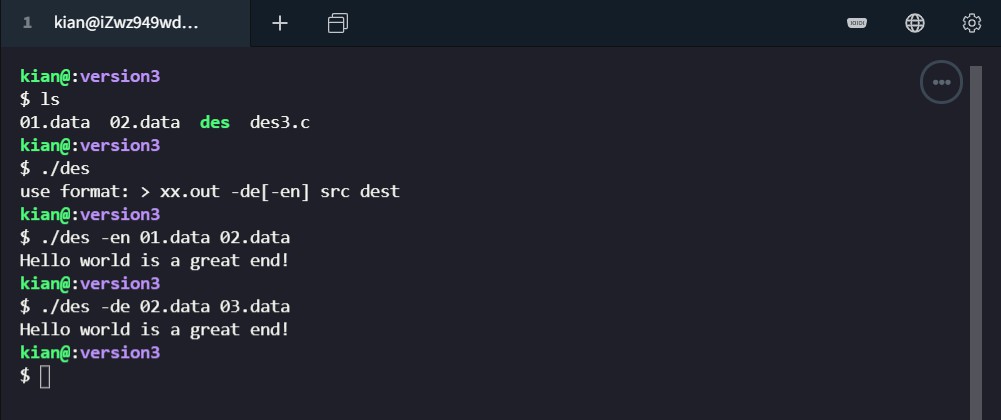 1 kian@iZwz949wd...
kian@:version3
$ ls
01.data 02.data des des3.c
kian@:version3
$ ./des
use format: > xx.out -de[-en] src dest
kian@:version3
$ ./des -en 01.data 02.data
Hello world is a great end!
kian@:version3
$ ./des -de 02.data 03.data
Hello world is a great end!
kian@:version3
$